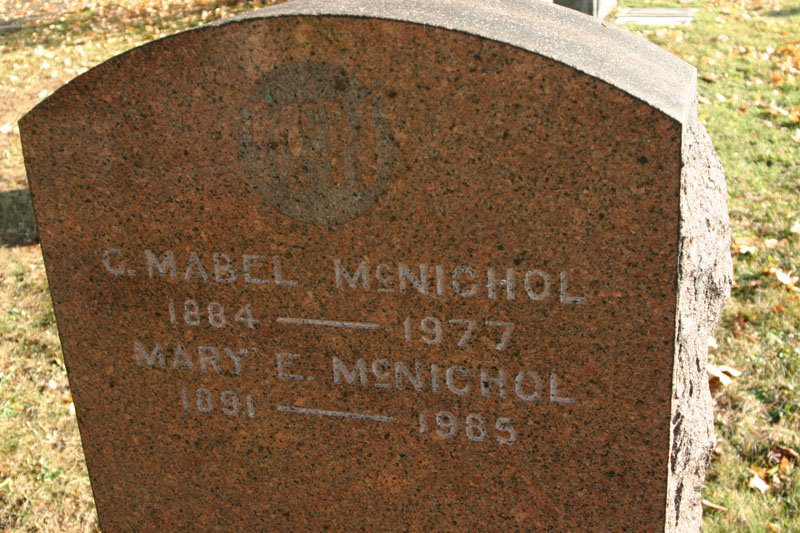 C. MABEL McNICHOL
1884 — 1977
MARY E. McNICHOL
1891 — 1985